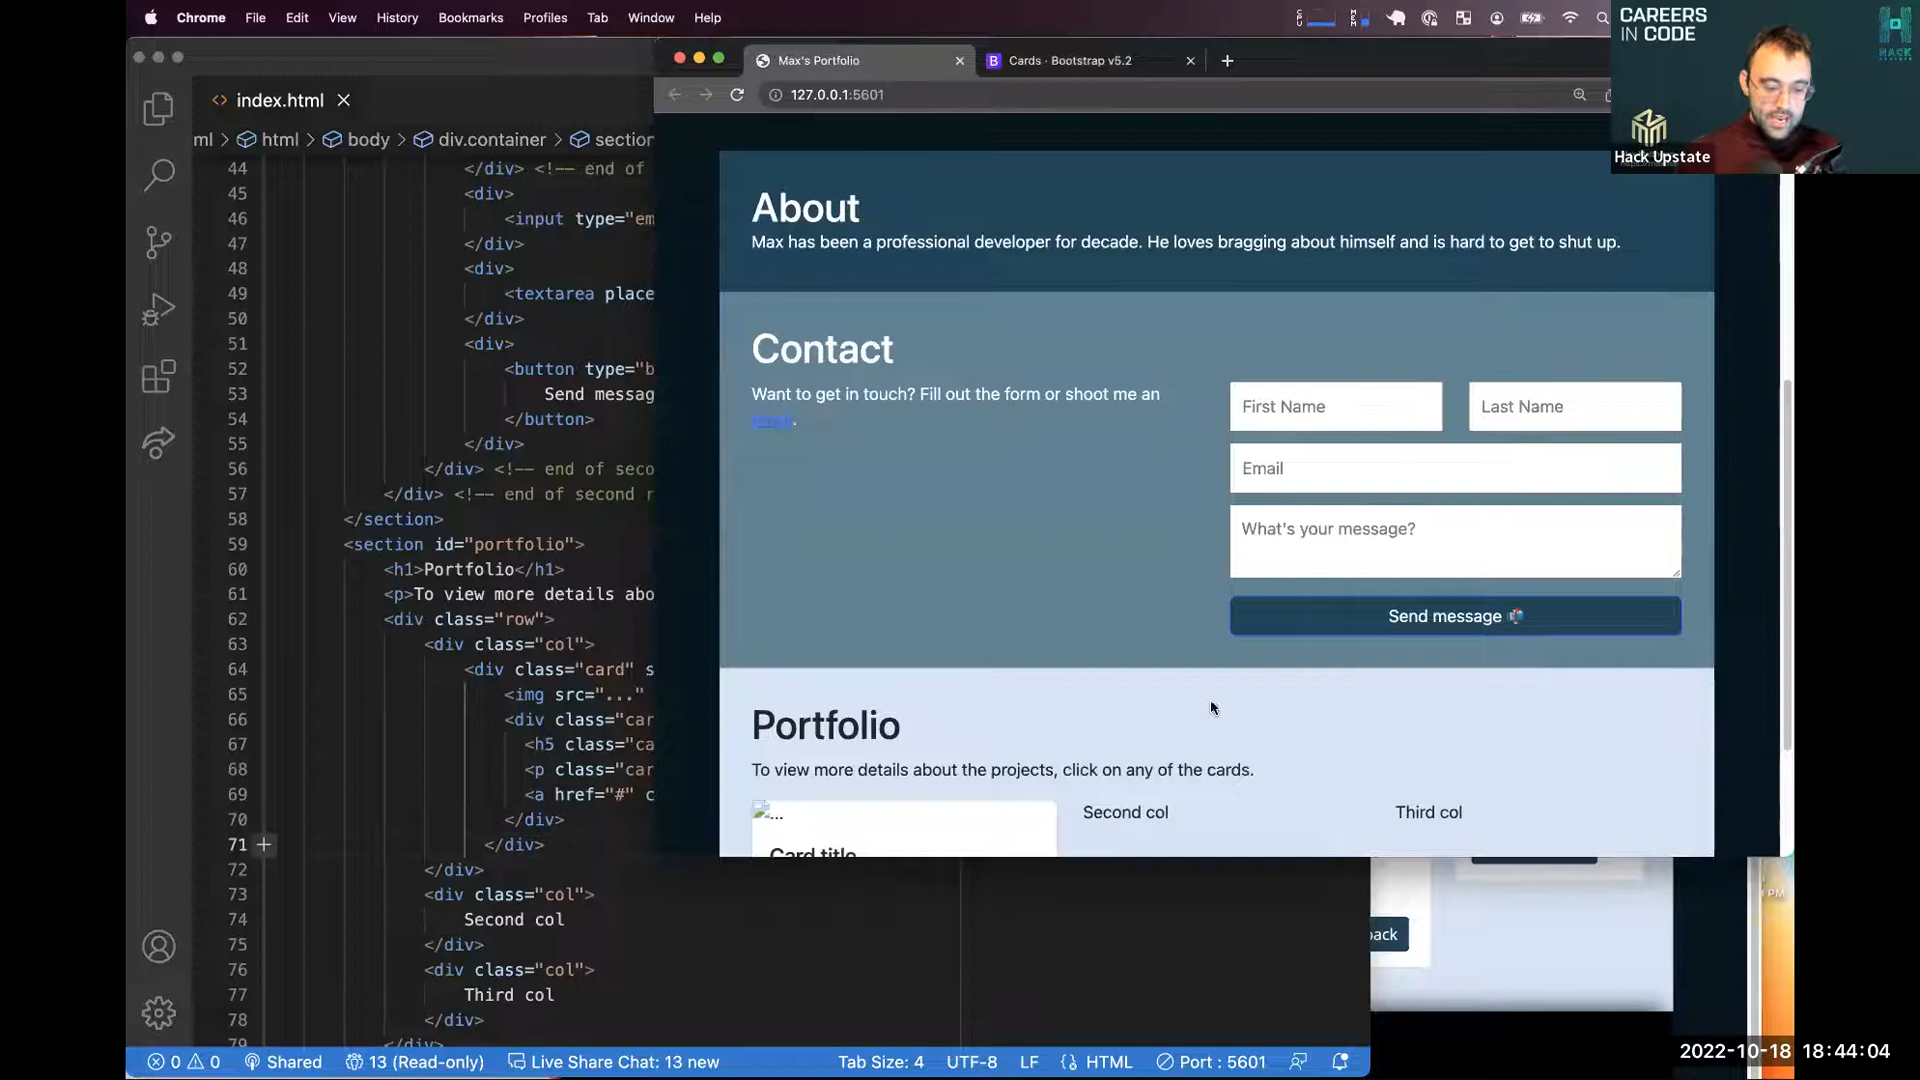 Chrome File Edit View History Bookmarks Profiles Tab Window Help
CAREERS
IN CODE
HACK
Hack Upstate
Max's Portfolio
Cards · Bootstrap v5.2
127.0.0.1:5601
index.html
ml > html > body > div.container > section
44 </div> <!-- end of
45 <div>
46 <input type="em
47 </div>
48 <div>
49 <textarea place
50 </div>
51 <div>
52 <button type="b
53 Send messag
54 </button>
55 </div>
56 </div> <!-- end of seco
57 </div> <!-- end of second r
58 </section>
59 <section id="portfolio">
60 <h1>Portfolio</h1>
61 <p>To view more details abo
62 <div class="row">
63 <div class="col">
64 <div class="card" s
65 <img src="..."
66 <div class="car
67 <h5 class="ca
68 <p class="car
69 <a href="#" c
70 </div>
71 </div>
72 </div>
73 <div class="col">
74 Second col
75 </div>
76 <div class="col">
77 Third col
78 </div>
79
About
Max has been a professional developer for decade. He loves bragging about himself and is hard to get to shut up.
Contact
Want to get in touch? Fill out the form or shoot me an
First Name
Last Name
Email
What's your message?
Send message
Portfolio
To view more details about the projects, click on any of the cards.
...
Second col
Third col
Card title
PM
back
0 0 Shared 13 (Read-only) Live Share Chat: 13 new Tab Size: 4 UTF-8 LF {} HTML Port : 5601
2022-10-18 18:44:04